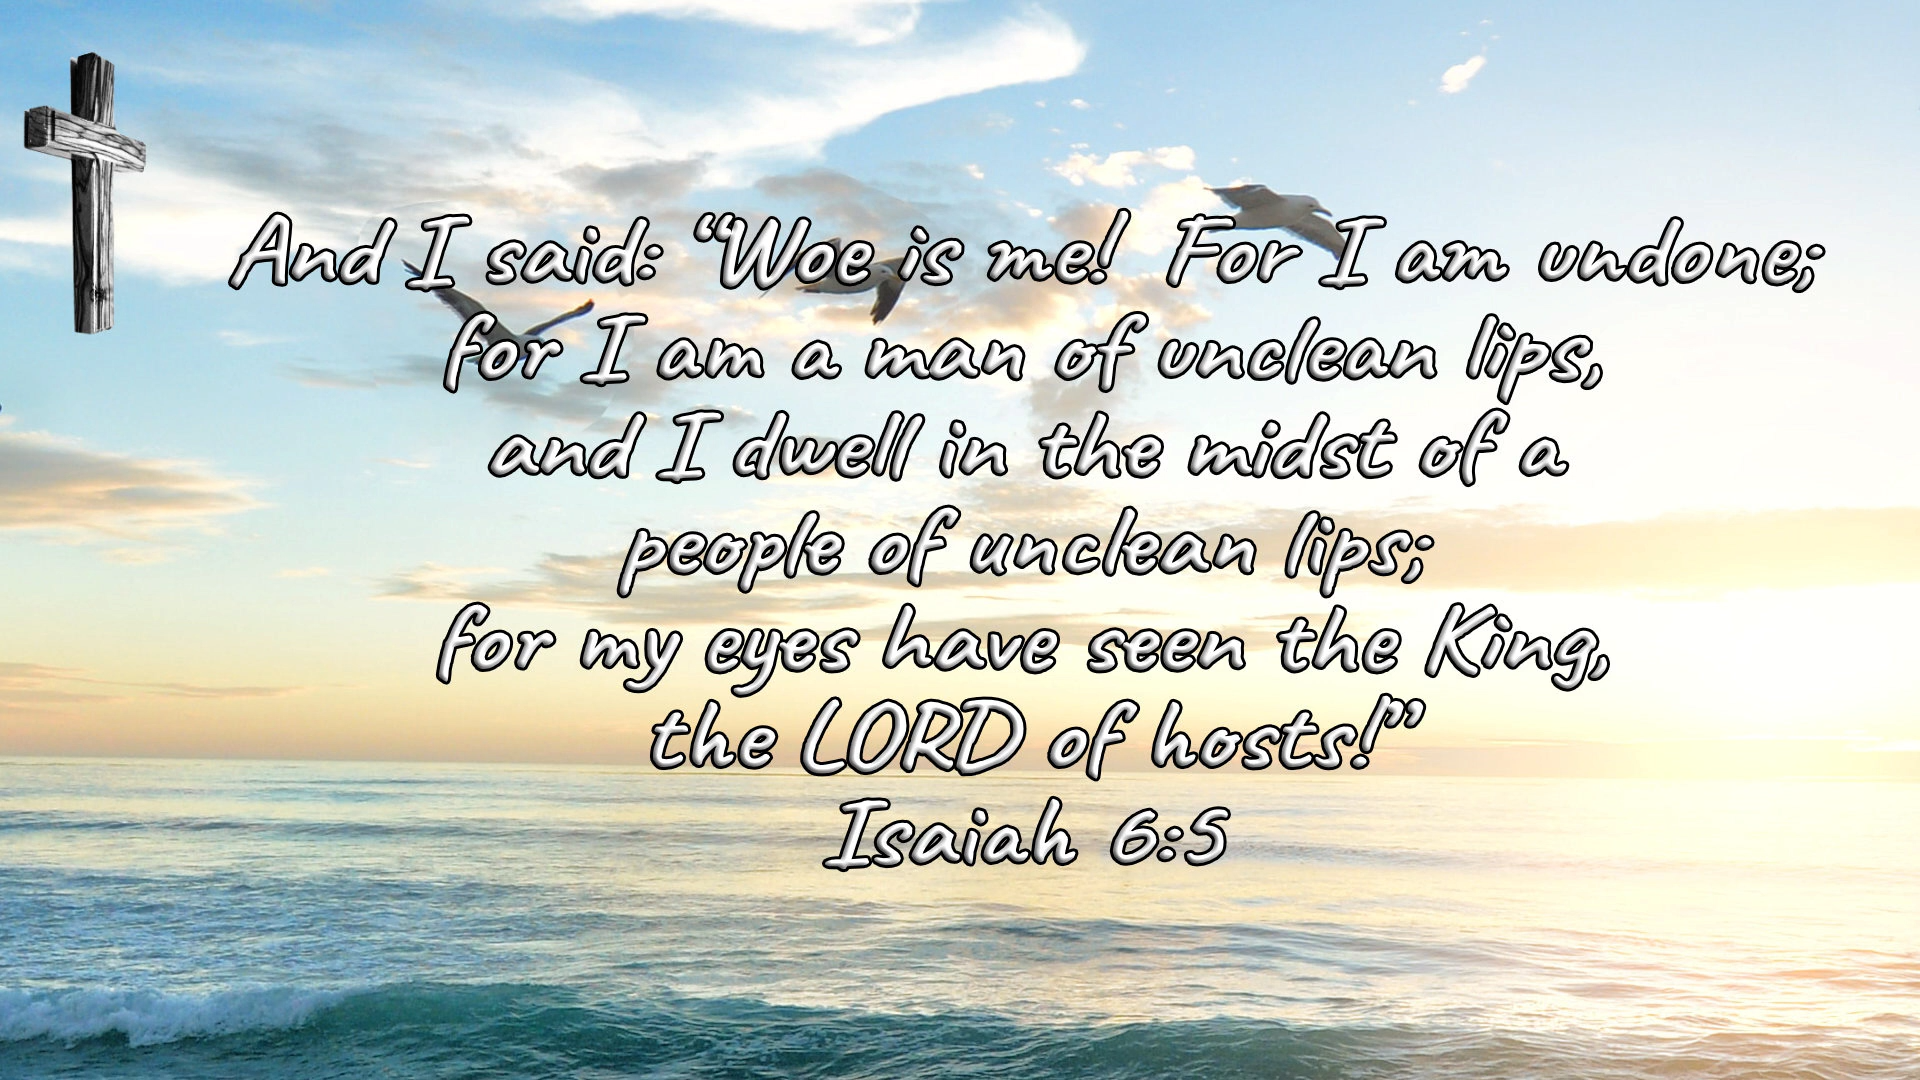 And I said: “Woe is me!  For I am undone;
for I am a man of unclean lips,
and I dwell in the midst of a
people of unclean lips;
for my eyes have seen the King,
the LORD of hosts!”
Isaiah 6:5